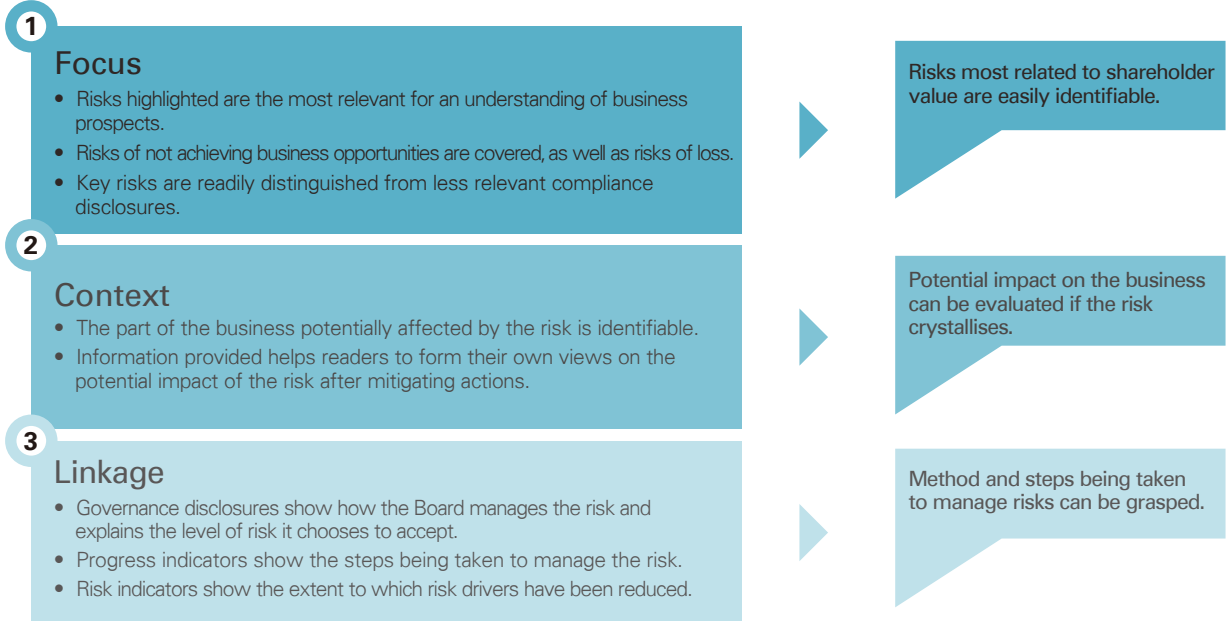 1
Focus
• Risks highlighted are the most relevant for an understanding of business
prospects.
• Risks of not achieving business opportunities are covered, as well as risks of loss.
• Key risks are readily distinguished from less relevant compliance
disclosures.
Risks most related to shareholder
value are easily identifiable.
2
Context
• The part of the business potentially affected by the risk is identifiable.
• Information provided helps readers to form their own views on the
potential impact of the risk after mitigating actions.
Potential impact on the business
can be evaluated if the risk
crystallises.
3
Linkage
• Governance disclosures show how the Board manages the risk and
explains the level of risk it chooses to accept.
• Progress indicators show the steps being taken to manage the risk.
• Risk indicators show the extent to which risk drivers have been reduced.
Method and steps being taken
to manage risks can be grasped.